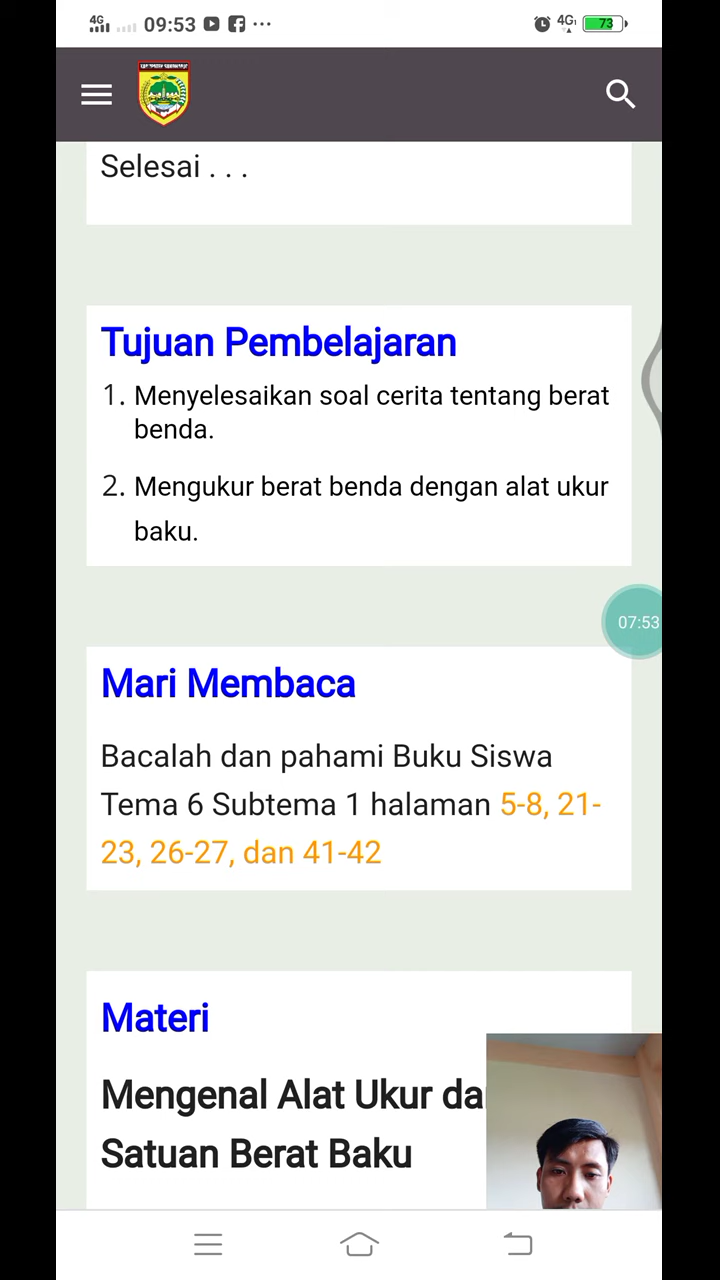 4G 09:53 ... 4G 73
Selesai . . .
Tujuan Pembelajaran
1. Menyelesaikan soal cerita tentang berat
benda.
2. Mengukur berat benda dengan alat ukur
baku.
07:53
Mari Membaca
Bacalah dan pahami Buku Siswa
Tema 6 Subtema 1 halaman 5-8, 21-
23, 26-27, dan 41-42
Materi
Mengenal Alat Ukur da
Satuan Berat Baku